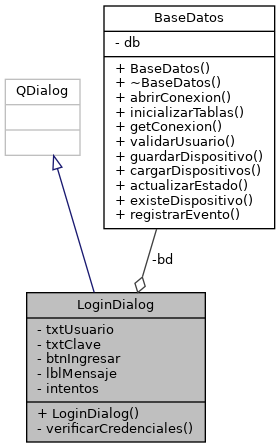 BaseDatos
- db
+ BaseDatos()
+ ~BaseDatos()
+ abrirConexion()
+ inicializarTablas()
+ getConexion()
+ validarUsuario()
+ guardarDispositivo()
+ cargarDispositivos()
+ actualizarEstado()
+ existeDispositivo()
+ registrarEvento()
QDialog
-bd
LoginDialog
- txtUsuario
- txtClave
- btnIngresar
- lblMensaje
- intentos
+ LoginDialog()
- verificarCredenciales()